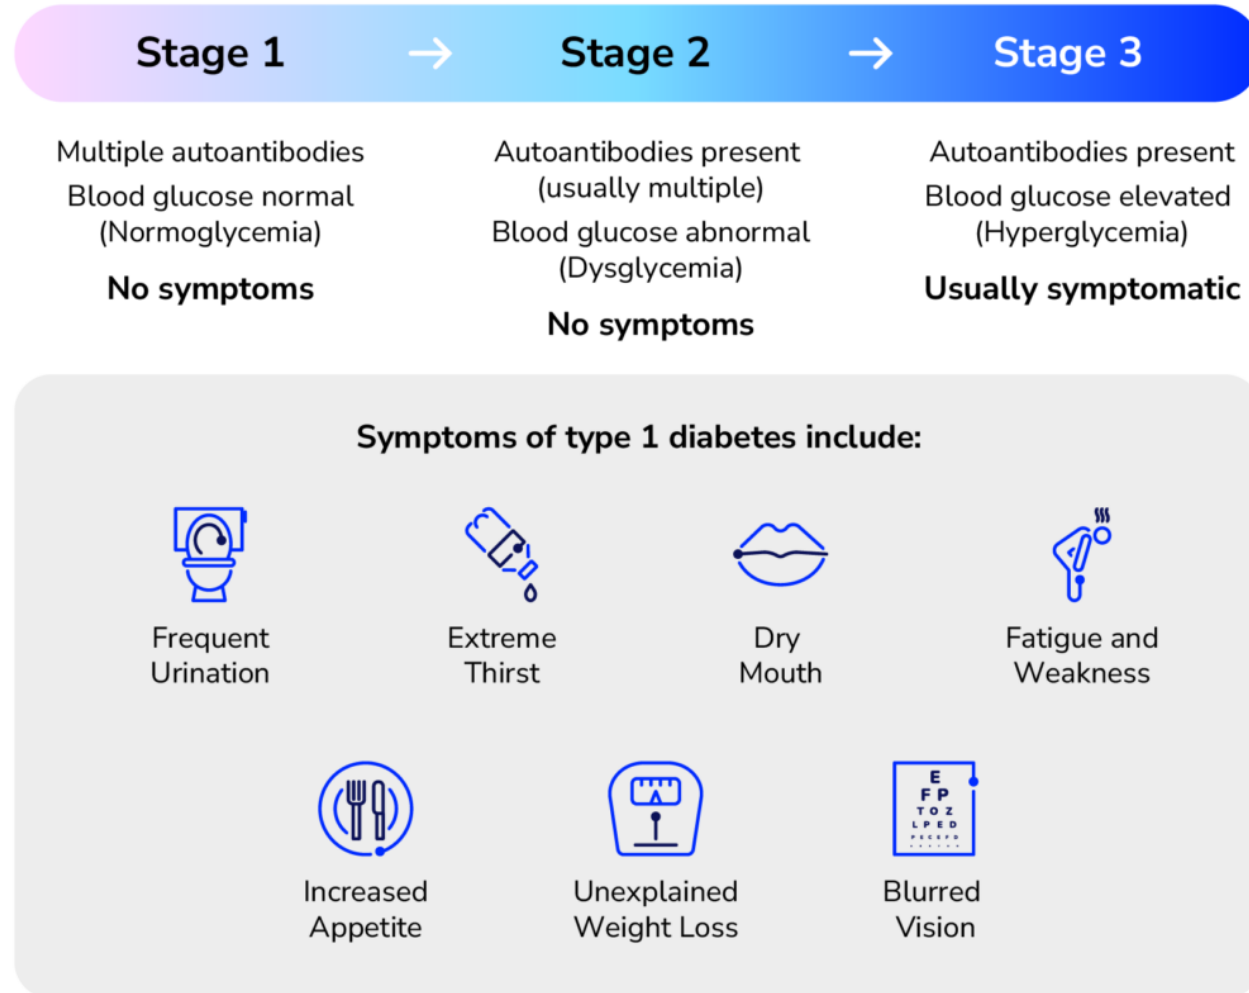 Stage 1 → Stage 2 → Stage 3
Multiple autoantibodies
Blood glucose normal
(Normoglycemia)
No symptoms
Autoantibodies present
(usually multiple)
Blood glucose abnormal
(Dysglycemia)
No symptoms
Autoantibodies present
Blood glucose elevated
(Hyperglycemia)
Usually symptomatic
Symptoms of type 1 diabetes include:
Frequent
Urination
Extreme
Thirst
Dry
Mouth
Fatigue and
Weakness
Increased
Appetite
Unexplained
Weight Loss
E
F P
T O Z
L P E D
P E C F D
Blurred
Vision